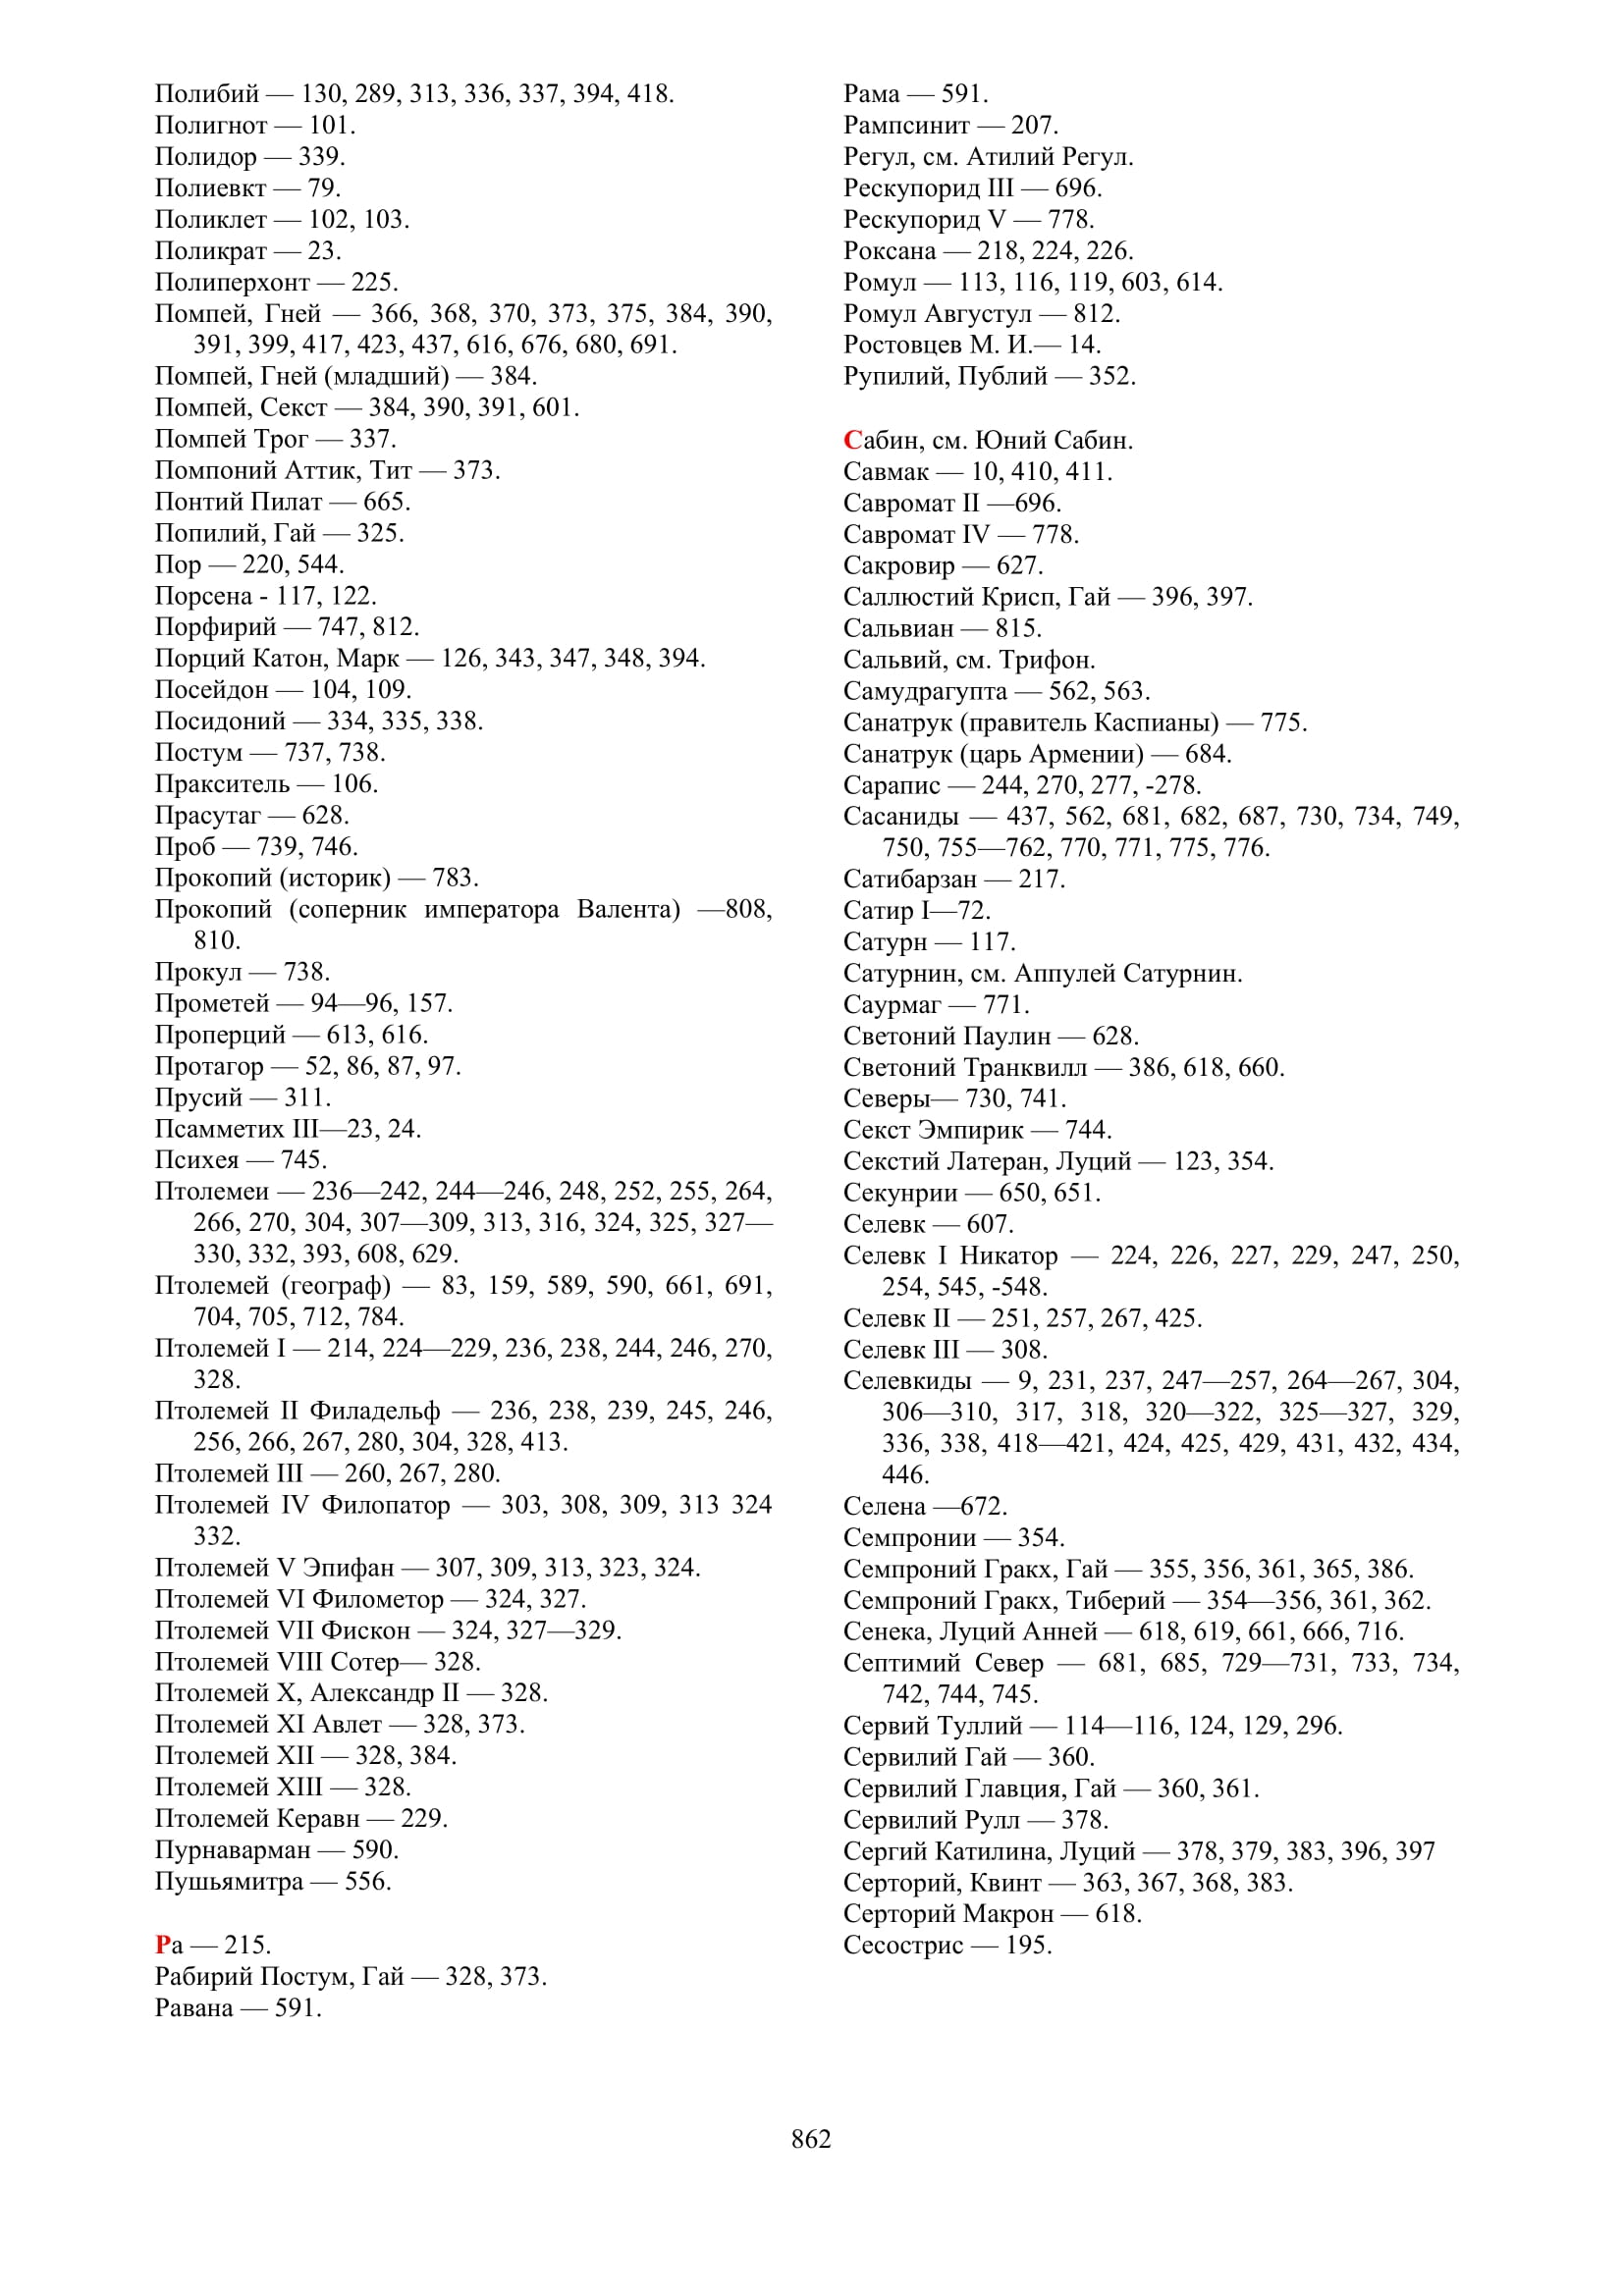 Полибий — 130, 289, 313, 336, 337, 394, 418.
Полигнот — 101.
Полидор — 339.
Полиевкт — 79.
Поликлет — 102, 103.
Поликрат — 23.
Полиперхонт — 225.
Помпей, Гней — 366, 368, 370, 373, 375, 384, 390,
391, 399, 417, 423, 437, 616, 676, 680, 691.
Помпей, Гней (младший) — 384.
Помпей, Секст — 384, 390, 391, 601.
Помпей Трог — 337.
Помпоний Аттик, Тит — 373.
Понтий Пилат — 665.
Попилий, Гай — 325.
Пор — 220, 544.
Порсена - 117, 122.
Порфирий — 747, 812.
Порций Катон, Марк — 126, 343, 347, 348, 394.
Посейдон — 104, 109.
Посидоний — 334, 335, 338.
Постум — 737, 738.
Пракситель — 106.
Прасутаг — 628.
Проб — 739, 746.
Прокопий (историк) — 783.
Прокопий (соперник императора Валента) —808,
810.
Прокул — 738.
Прометей — 94—96, 157.
Проперций — 613, 616.
Протагор — 52, 86, 87, 97.
Прусий — 311.
Псамметих III—23, 24.
Психея — 745.
Птолемеи — 236—242, 244—246, 248, 252, 255, 264,
266, 270, 304, 307—309, 313, 316, 324, 325, 327—
330, 332, 393, 608, 629.
Птолемей (географ) — 83, 159, 589, 590, 661, 691,
704, 705, 712, 784.
Птолемей I — 214, 224—229, 236, 238, 244, 246, 270,
328.
Птолемей II Филадельф — 236, 238, 239, 245, 246,
256, 266, 267, 280, 304, 328, 413.
Птолемей III — 260, 267, 280.
Птолемей IV Филопатор — 303, 308, 309, 313 324
332.
Птолемей V Эпифан — 307, 309, 313, 323, 324.
Птолемей VI Филометор — 324, 327.
Птолемей VII Фискон — 324, 327—329.
Птолемей VIII Сотер— 328.
Птолемей X, Александр II — 328.
Птолемей XI Авлет — 328, 373.
Птолемей XII — 328, 384.
Птолемей XIII — 328.
Птолемей Керавн — 229.
Пурнаварман — 590.
Пушьямитра — 556.
Ра — 215.
Рабирий Постум, Гай — 328, 373.
Равана — 591.
Рама — 591.
Рампсинит — 207.
Регул, см. Атилий Регул.
Рескупорид III — 696.
Рескупорид V — 778.
Роксана — 218, 224, 226.
Ромул — 113, 116, 119, 603, 614.
Ромул Августул — 812.
Ростовцев М. И.— 14.
Рупилий, Публий — 352.
Сабин, см. Юний Сабин.
Савмак — 10, 410, 411.
Савромат II —696.
Савромат IV — 778.
Сакровир — 627.
Саллюстий Крисп, Гай — 396, 397.
Сальвиан — 815.
Сальвий, см. Трифон.
Самудрагупта — 562, 563.
Санатрук (правитель Каспианы) — 775.
Санатрук (царь Армении) — 684.
Сарапис — 244, 270, 277, -278.
Сасаниды — 437, 562, 681, 682, 687, 730, 734, 749,
750, 755—762, 770, 771, 775, 776.
Сатибарзан — 217.
Сатир I—72.
Сатурн — 117.
Сатурнин, см. Аппулей Сатурнин.
Саурмаг — 771.
Светоний Паулин — 628.
Светоний Транквилл — 386, 618, 660.
Северы— 730, 741.
Секст Эмпирик — 744.
Секстий Латеран, Луций — 123, 354.
Секунрии — 650, 651.
Селевк — 607.
Селевк I Никатор — 224, 226, 227, 229, 247, 250,
254, 545, -548.
Селевк II — 251, 257, 267, 425.
Селевк III — 308.
Селевкиды — 9, 231, 237, 247—257, 264—267, 304,
306—310, 317, 318, 320—322, 325—327, 329,
336, 338, 418—421, 424, 425, 429, 431, 432, 434,
446.
Селена —672.
Семпронии — 354.
Семпроний Гракх, Гай — 355, 356, 361, 365, 386.
Семпроний Гракх, Тиберий — 354—356, 361, 362.
Сенека, Луций Анней — 618, 619, 661, 666, 716.
Септимий Север — 681, 685, 729—731, 733, 734,
742, 744, 745.
Сервий Туллий — 114—116, 124, 129, 296.
Сервилий Гай — 360.
Сервилий Главция, Гай — 360, 361.
Сервилий Рулл — 378.
Сергий Катилина, Луций — 378, 379, 383, 396, 397
Серторий, Квинт — 363, 367, 368, 383.
Серторий Макрон — 618.
Сесострис — 195.
862